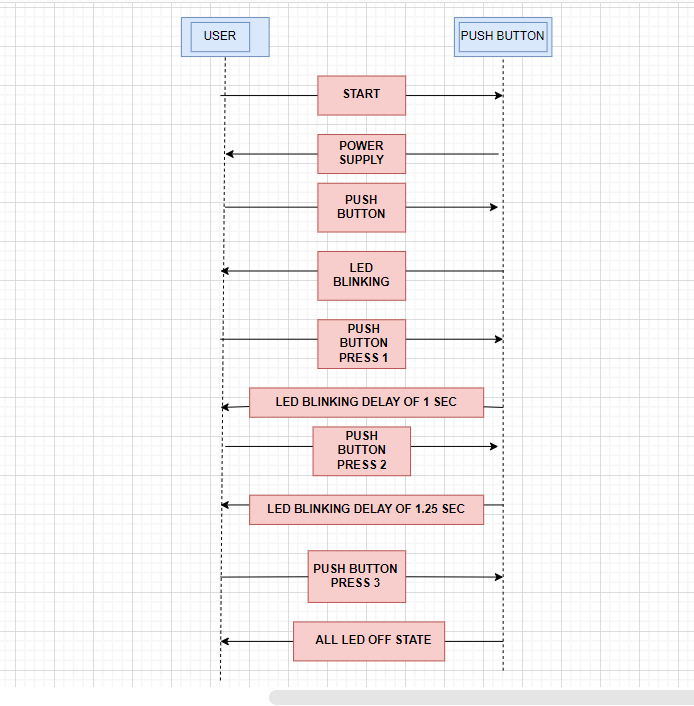 USER
PUSH BUTTON
START
POWER
SUPPLY
PUSH
BUTTON
LED
BLINKING
PUSH
BUTTON
PRESS 1
LED BLINKING DELAY OF 1 SEC
PUSH
BUTTON
PRESS 2
LED BLINKING DELAY OF 1.25 SEC
PUSH BUTTON
PRESS 3
ALL LED OFF STATE